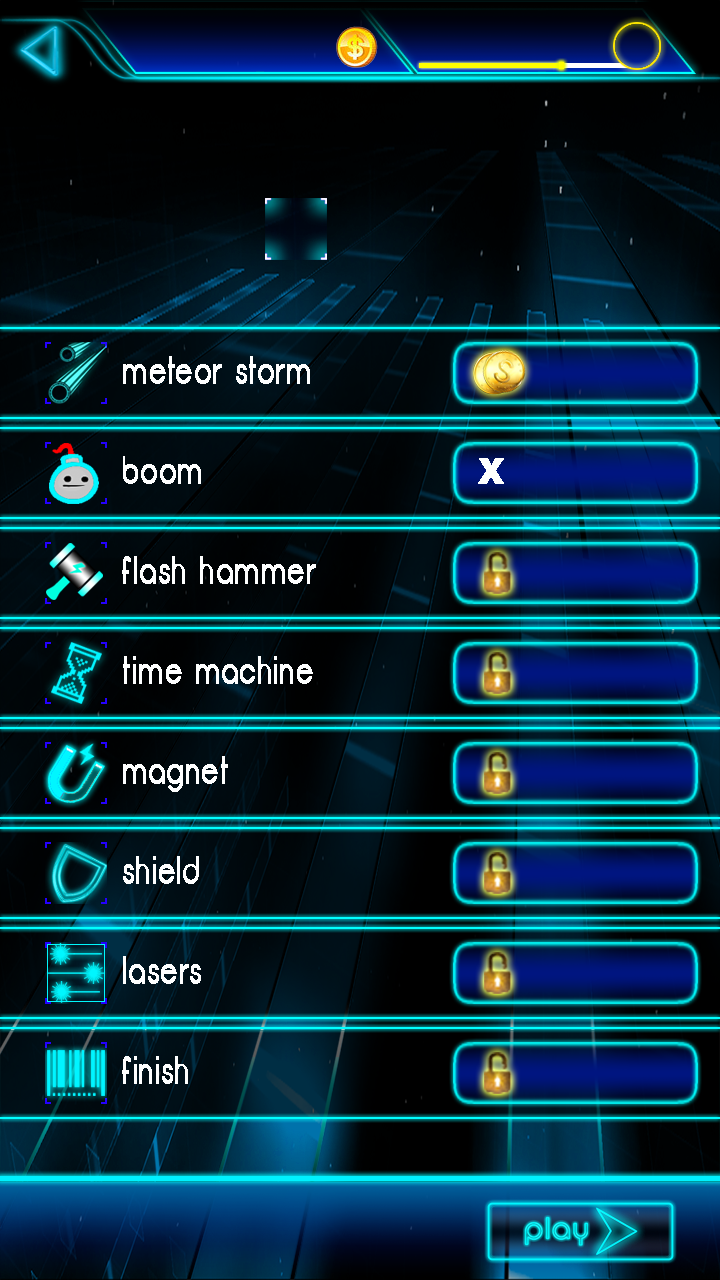 meteor storm
boom
X
flash hammer
time machine
magnet
shield
lasers
finish
play